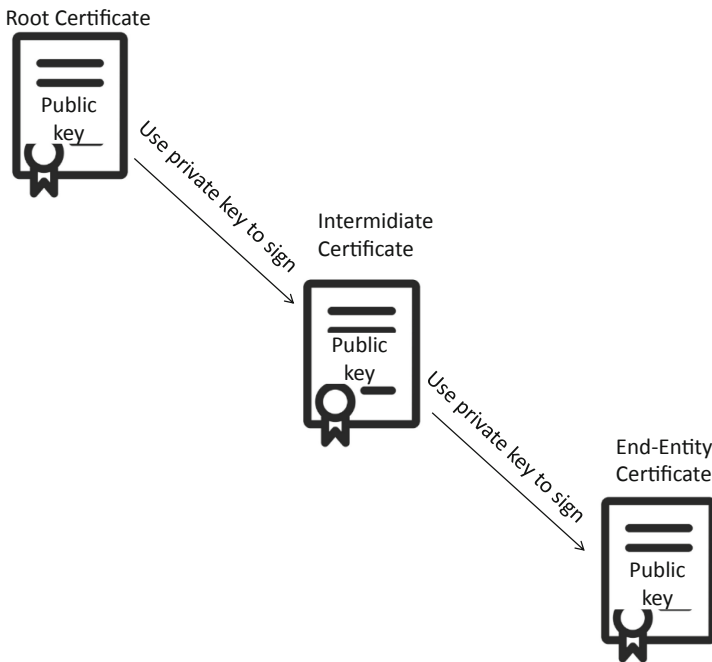 Root Certificate
Public
key
Use private key to sign
Intermidiate
Certificate
Public
key
Use private key to sign
End-Entity
Certificate
Public
key